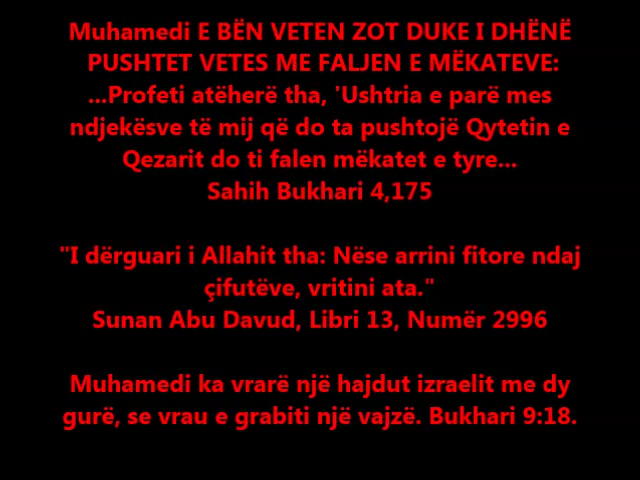 Muhamedi E BËN VETEN ZOT DUKE I DHËNË
PUSHTET VETES ME FALJEN E MËKATEVE:
...Profeti atëherë tha, 'Ushtria e parë mes
ndjekësve të mij që do ta pushtojë Qytetin e
Qezarit do ti falen mëkatet e tyre...
Sahih Bukhari 4,175
"I dërguari i Allahit tha: Nëse arrini fitore ndaj
çifutëve, vritini ata."
Sunan Abu Davud, Libri 13, Numër 2996
Muhamedi ka vrarë një hajdut izraelit me dy
gurë, se vrau e grabiti një vajzë. Bukhari 9:18.